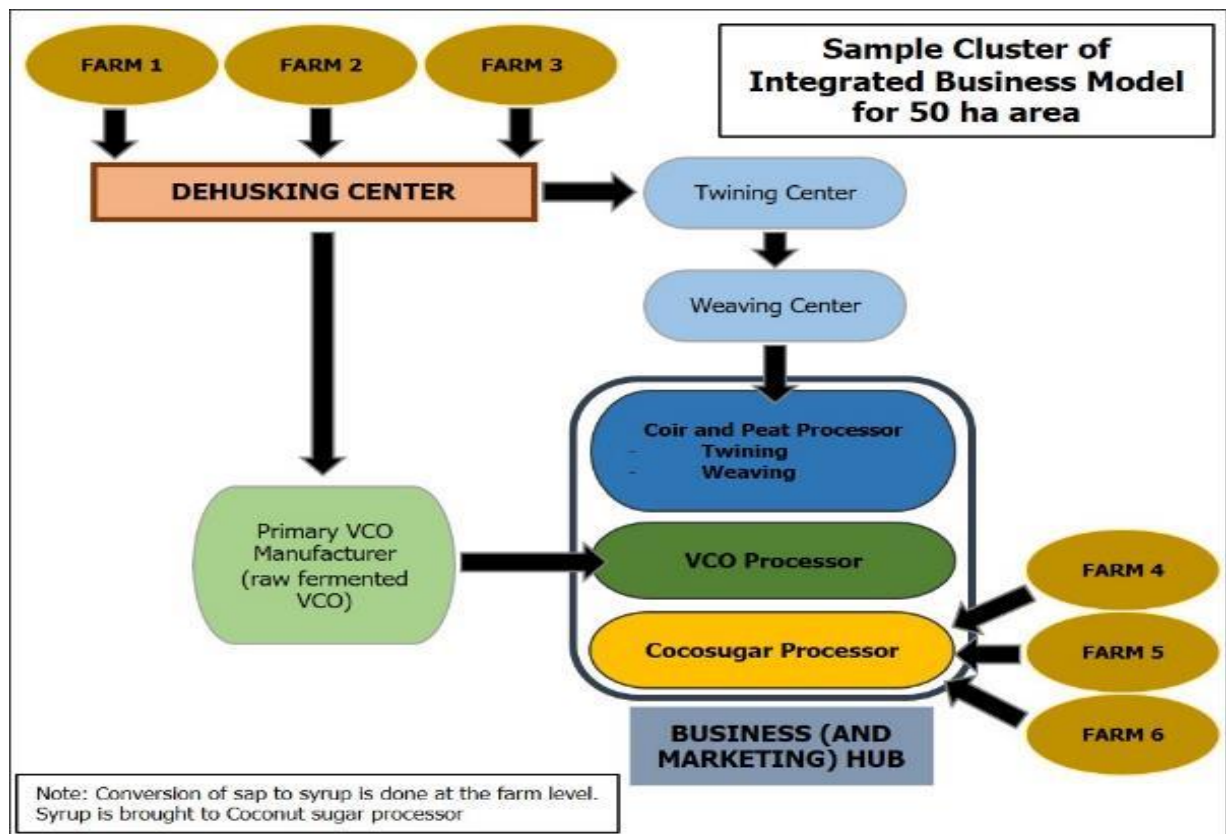 FARM 1
FARM 2
FARM 3
Sample Cluster of
Integrated Business Model
for 50 ha area
DEHUSKING CENTER
Twining Center
Weaving Center
Coir and Peat Processor
- Twining
- Weaving
Primary VCO
Manufacturer
(raw fermented
VCO)
VCO Processor
FARM 4
Cocosugar Processor
FARM 5
FARM 6
BUSINESS (AND
MARKETING) HUB
Note: Conversion of sap to syrup is done at the farm level.
Syrup is brought to Coconut sugar processor